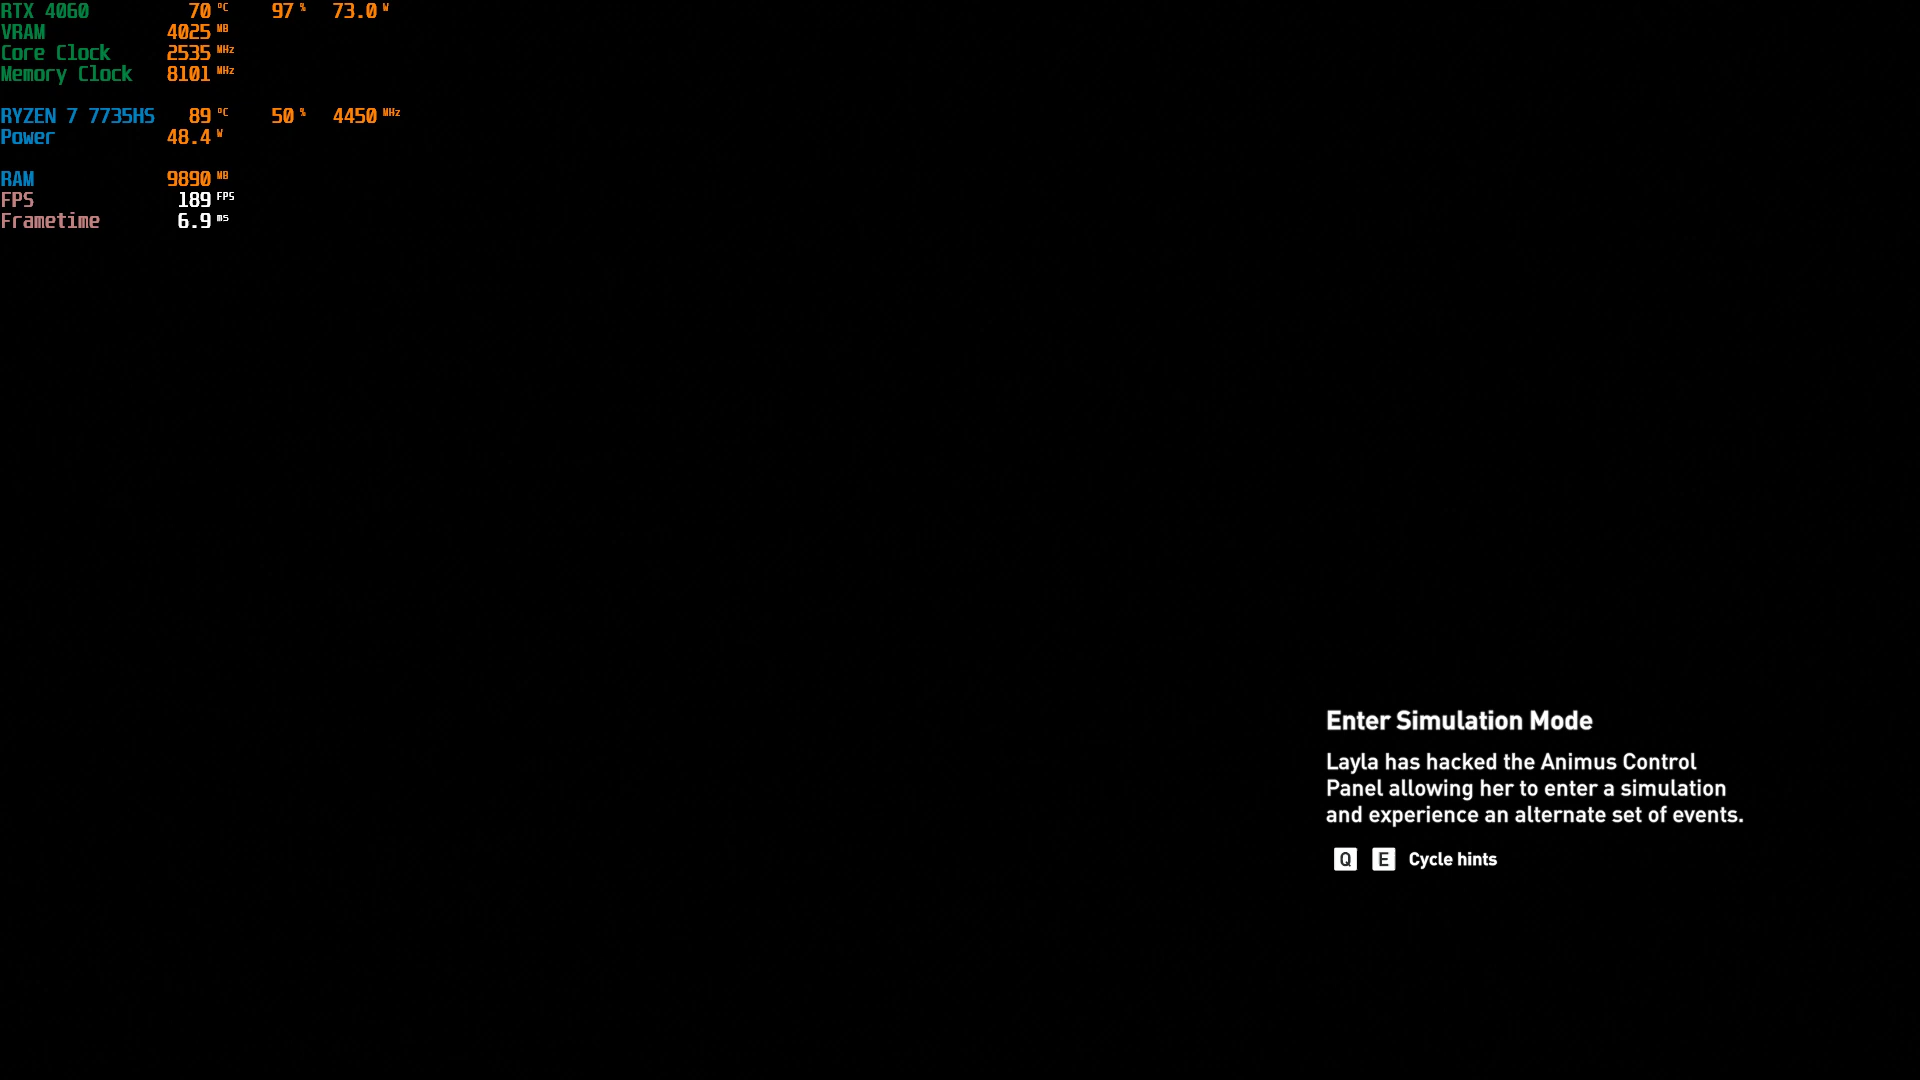 RTX 4060 70 °C 97 % 73.0 W
VRAM 4025 MB
Core Clock 2535 MHz
Memory Clock 8101 MHz
RYZEN 7 7735HS 89 °C 50 % 4450 MHz
Power 48.4 W
RAM 9890 MB
FPS 189 FPS
Frametime 6.9 ms
Enter Simulation Mode
Layla has hacked the Animus Control
Panel allowing her to enter a simulation
and experience an alternate set of events.
Q E Cycle hints